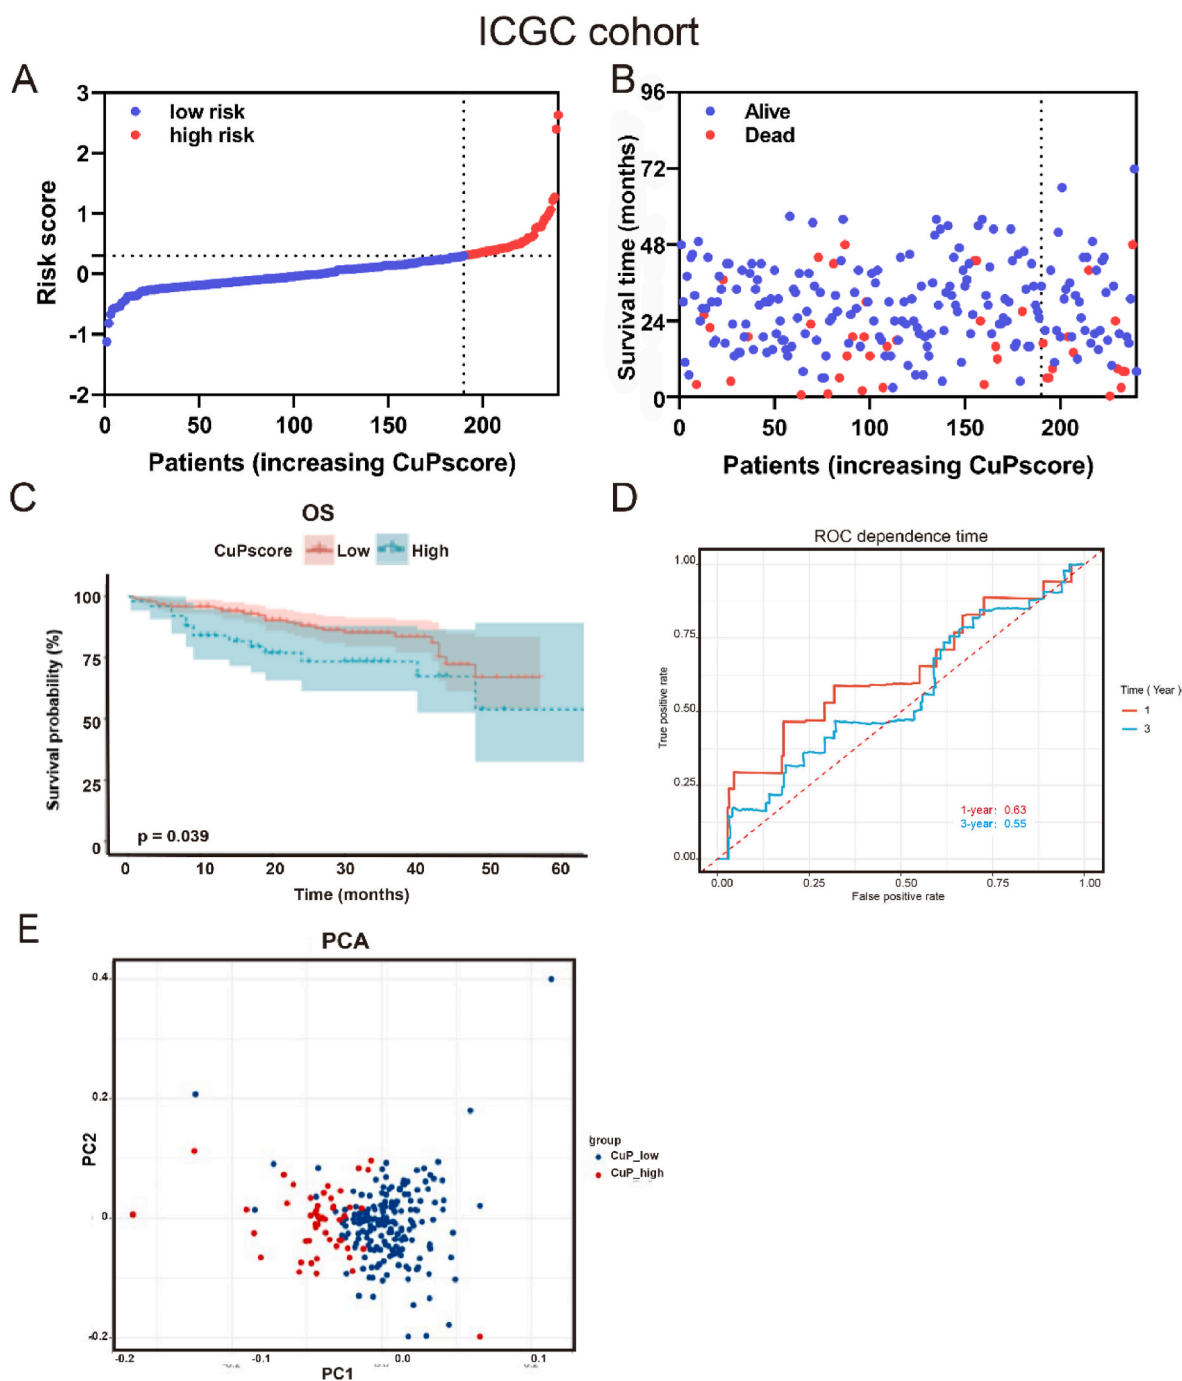 ICGC cohort
A
3
2
1
0
-1
-2
Risk score
low risk
high risk
0
50
100
150
200
Patients (increasing CuPscore)
B
96
72
48
24
0
Survival time (months)
Alive
Dead
0
50
100
150
200
Patients (increasing CuPscore)
C
OS
CuPscore Low High
100
75
50
25
0
Survival probability (%)
p = 0.039
0 10 20 30 40 50 60
Time (months)
D
ROC dependence time
1.00
0.75
0.50
0.25
0.00
True positive rate
1-year: 0.63
3-year: 0.55
0.00 0.25 0.50 0.75 1.00
False positive rate
Time ( Year )
1
3
E
PCA
0.4
0.2
0
-0.2
PC2
-0.2 -0.1 0.0 0.1
PC1
group
CuP_low
CuP_high